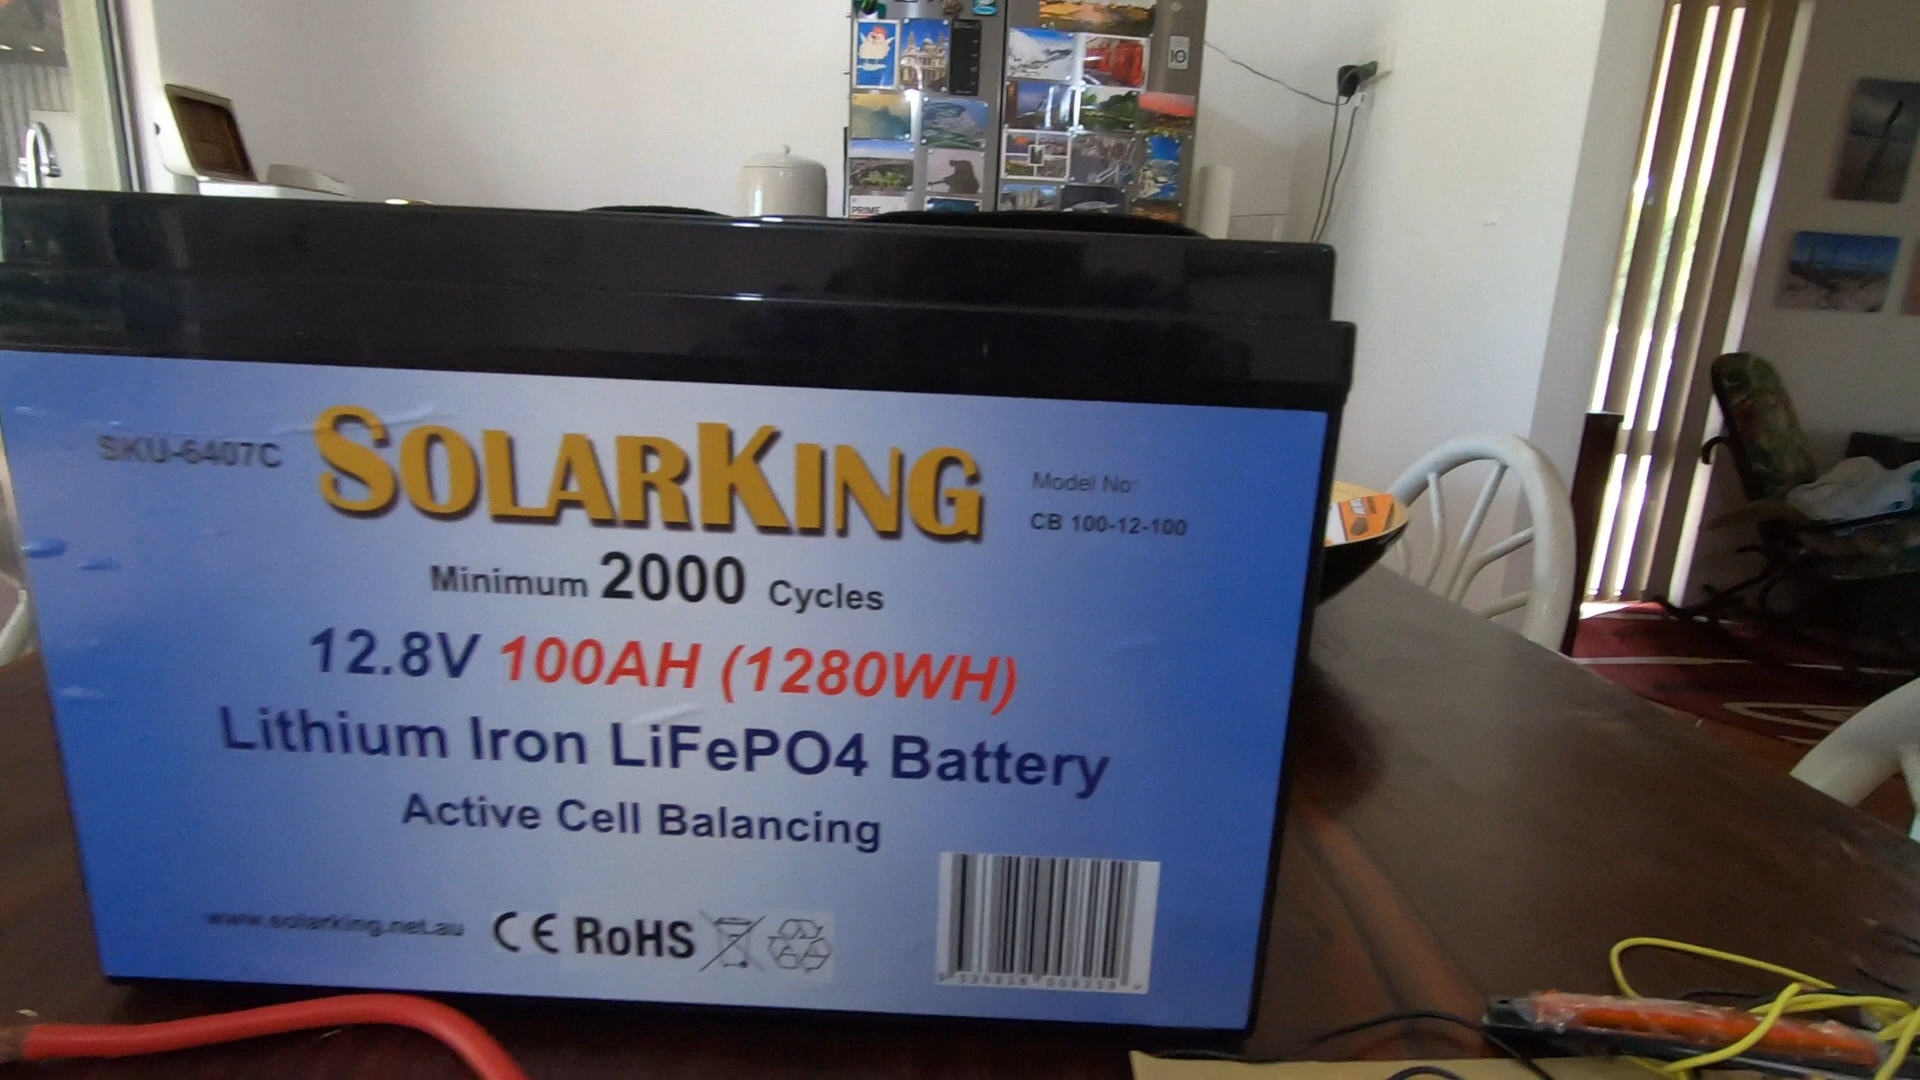 PRIME
SKU-6407C
SOLARKING
Model No:
CB 100-12-100
Minimum 2000 Cycles
12.8V 100AH (1280WH)
Lithium Iron LiFePO4 Battery
Active Cell Balancing
www.solarking.net.au
CE RoHS